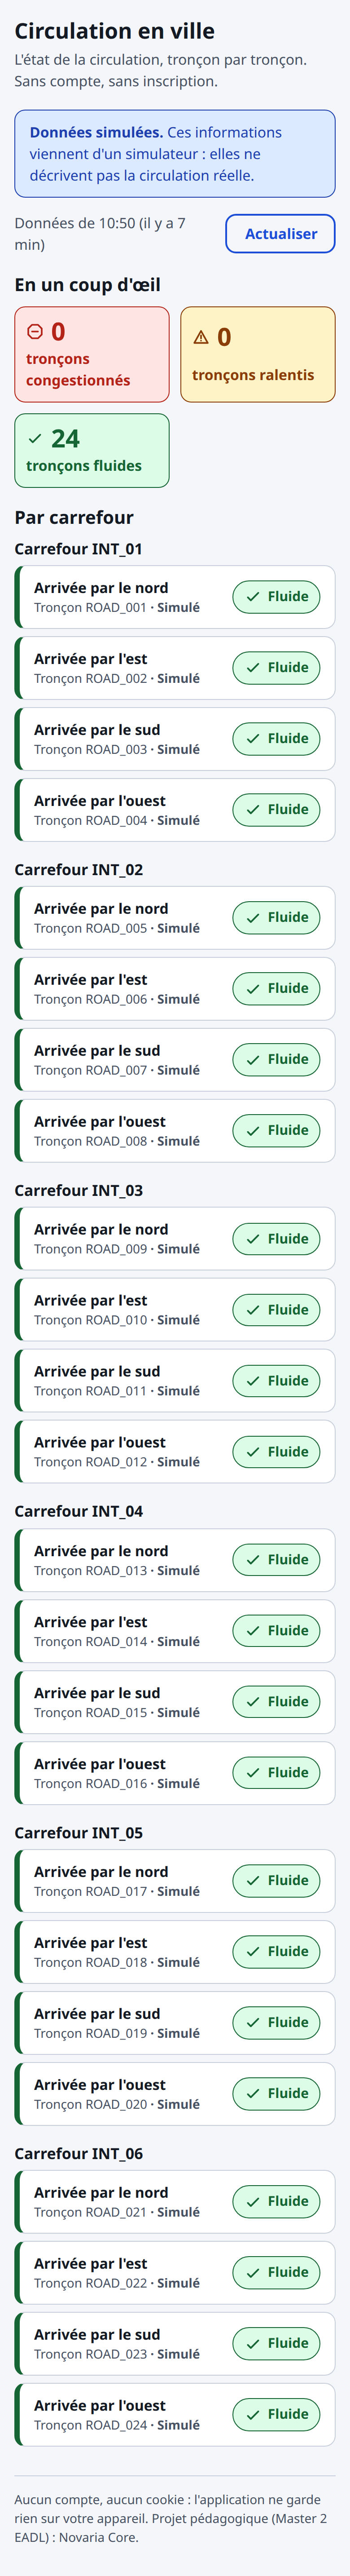 Circulation en ville
L'état de la circulation, tronçon par tronçon.
Sans compte, sans inscription.
Données simulées. Ces informations
viennent d'un simulateur : elles ne
décrivent pas la circulation réelle.
Données de 10:50 (il y a 7
min)
Actualiser
En un coup d'œil
0
tronçons
congestionnés
0
tronçons ralentis
24
tronçons fluides
Par carrefour
Carrefour INT_01
Arrivée par le nord
Tronçon ROAD_001 · Simulé
Fluide
Arrivée par l'est
Tronçon ROAD_002 · Simulé
Fluide
Arrivée par le sud
Tronçon ROAD_003 · Simulé
Fluide
Arrivée par l'ouest
Tronçon ROAD_004 · Simulé
Fluide
Carrefour INT_02
Arrivée par le nord
Tronçon ROAD_005 · Simulé
Fluide
Arrivée par l'est
Tronçon ROAD_006 · Simulé
Fluide
Arrivée par le sud
Tronçon ROAD_007 · Simulé
Fluide
Arrivée par l'ouest
Tronçon ROAD_008 · Simulé
Fluide
Carrefour INT_03
Arrivée par le nord
Tronçon ROAD_009 · Simulé
Fluide
Arrivée par l'est
Tronçon ROAD_010 · Simulé
Fluide
Arrivée par le sud
Tronçon ROAD_011 · Simulé
Fluide
Arrivée par l'ouest
Tronçon ROAD_012 · Simulé
Fluide
Carrefour INT_04
Arrivée par le nord
Tronçon ROAD_013 · Simulé
Fluide
Arrivée par l'est
Tronçon ROAD_014 · Simulé
Fluide
Arrivée par le sud
Tronçon ROAD_015 · Simulé
Fluide
Arrivée par l'ouest
Tronçon ROAD_016 · Simulé
Fluide
Carrefour INT_05
Arrivée par le nord
Tronçon ROAD_017 · Simulé
Fluide
Arrivée par l'est
Tronçon ROAD_018 · Simulé
Fluide
Arrivée par le sud
Tronçon ROAD_019 · Simulé
Fluide
Arrivée par l'ouest
Tronçon ROAD_020 · Simulé
Fluide
Carrefour INT_06
Arrivée par le nord
Tronçon ROAD_021 · Simulé
Fluide
Arrivée par l'est
Tronçon ROAD_022 · Simulé
Fluide
Arrivée par le sud
Tronçon ROAD_023 · Simulé
Fluide
Arrivée par l'ouest
Tronçon ROAD_024 · Simulé
Fluide
Aucun compte, aucun cookie : l'application ne garde
rien sur votre appareil. Projet pédagogique (Master 2
EADL) : Novaria Core.